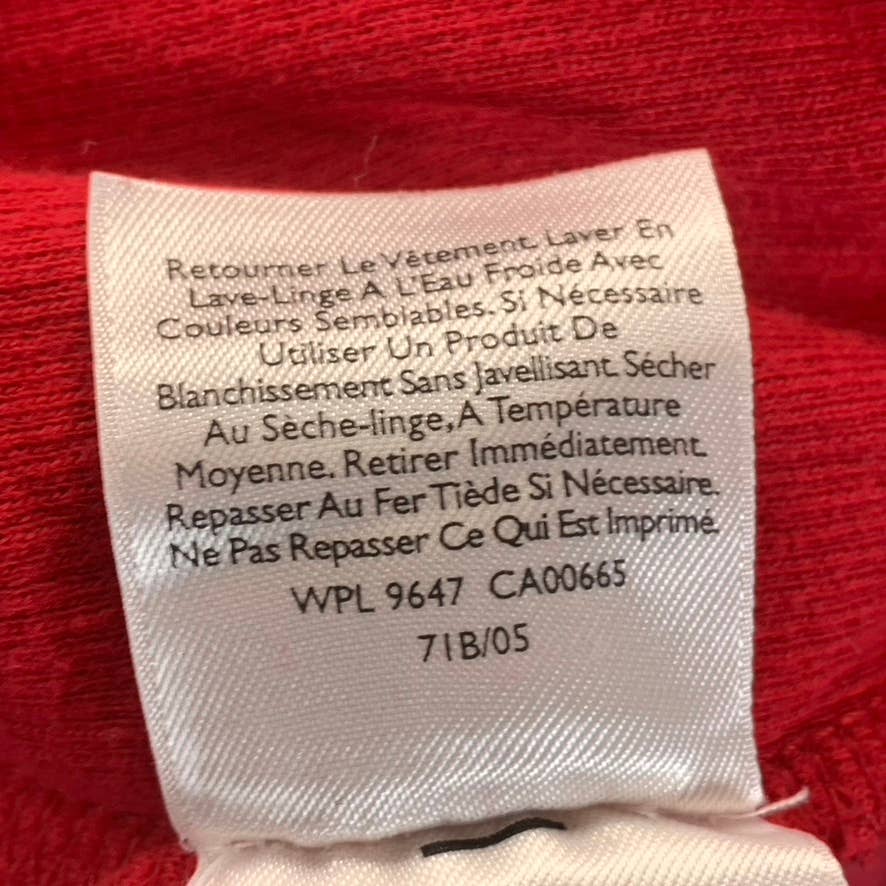 Retourner Le Vêtement. Laver En
Lave-Linge A L'Eau Froide Avec
Couleurs Semblables. Si Nécessaire
Utiliser Un Produit De
Blanchissement Sans Javellisant. Sécher
Au Sèche-linge, A Température
Moyenne. Retirer Immédiatement.
Repasser Au Fer Tiède Si Nécessaire.
Ne Pas Repasser Ce Qui Est Imprimé.
WPL 9647 CA00665
71B/05